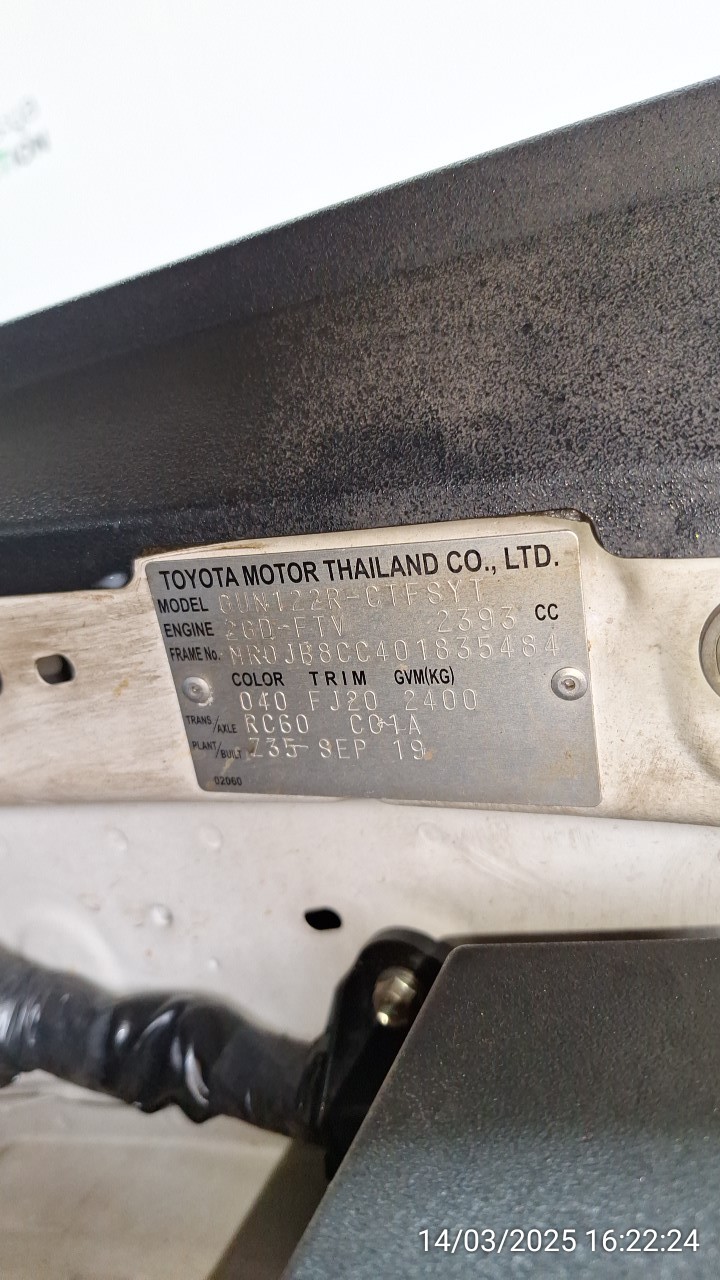 TOYOTA MOTOR THAILAND CO., LTD.
MODEL GUN122R-CTFSYT
ENGINE 2GD-FTV 2393 CC
FRAME No. MR0JB8CC401835484
COLOR TRIM GVM(KG)
040 FJ20 2400
TRANS/AXLE RC60 C01A
PLANT/BUILT Z35 SEP 19
02060
14/03/2025 16:22:24